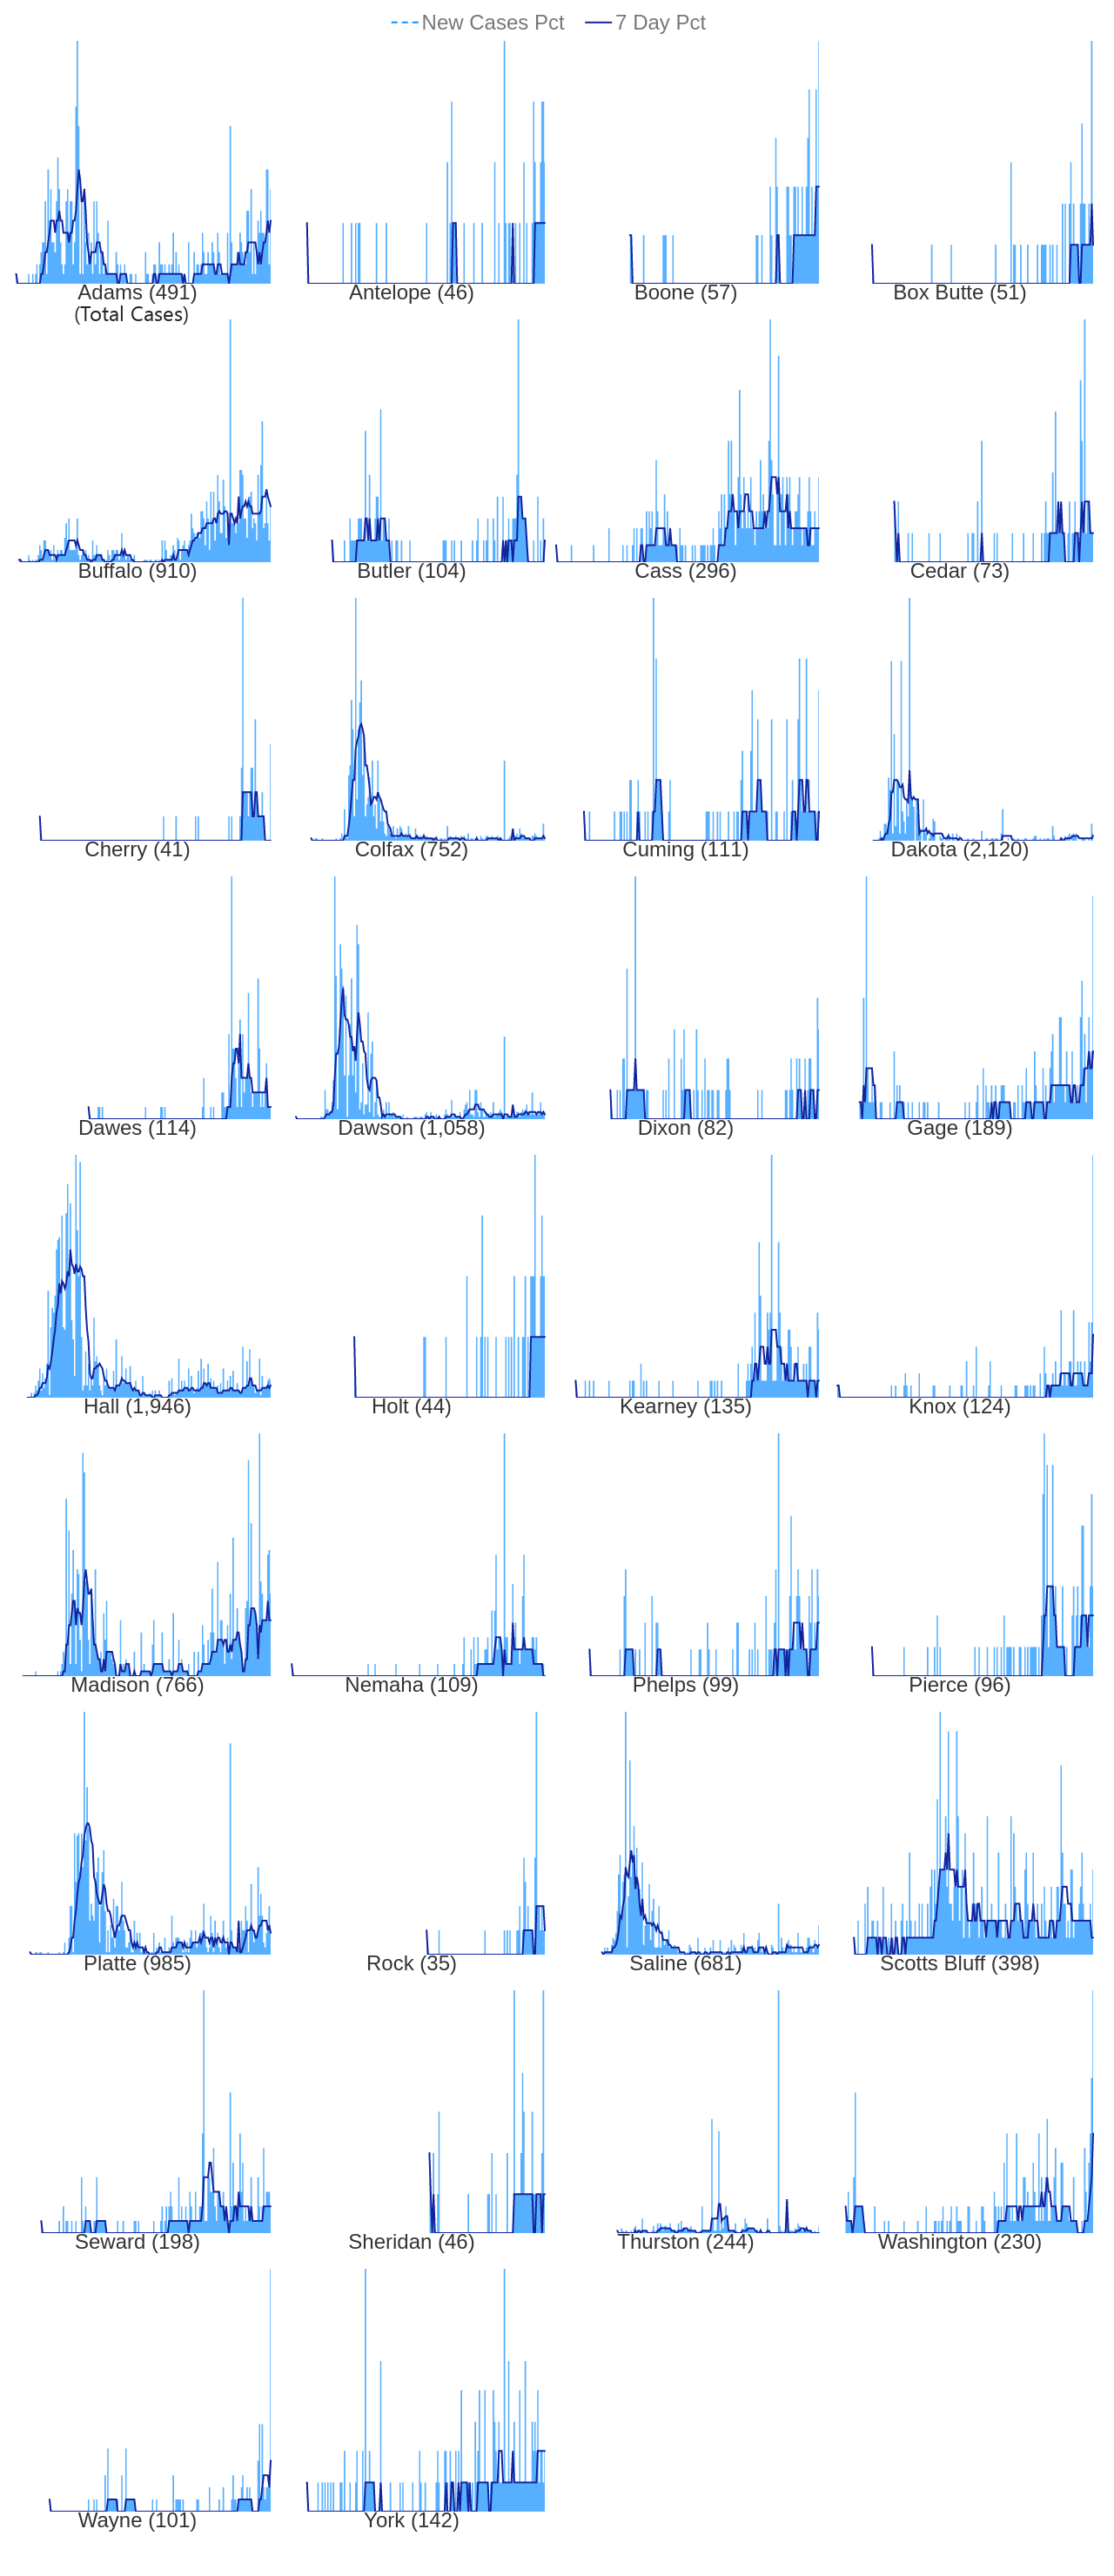 New Cases Pct 7 Day Pct
Adams (491) Antelope (46) Boone (57) Box Butte (51)
(Total Cases)
Buffalo (910) Butler (104) Cass (296) Cedar (73)
Cherry (41) Colfax (752) Cuming (111) Dakota (2,120)
Dawes (114) Dawson (1,058) Dixon (82) Gage (189)
Hall (1,946) Holt (44) Kearney (135) Knox (124)
Madison (766) Nemaha (109) Phelps (99) Pierce (96)
Platte (985) Rock (35) Saline (681) Scotts Bluff (398)
Seward (198) Sheridan (46) Thurston (244) Washington (230)
Wayne (101) York (142)